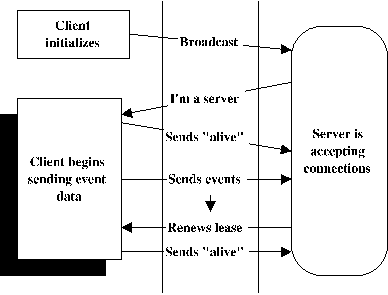 Client
initializes
Broadcast
I'm a server
Sends "alive"
Server is
accepting
connections
Client begins
sending event
data
Sends events
Renews lease
Sends "alive"